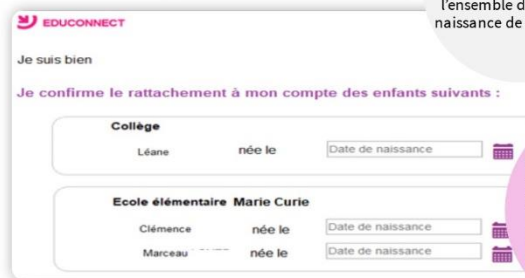 l'ensemble d
naissance de
EDUCONNECT
Je suis bien
Je confirme le rattachement à mon compte des enfants suivants :
Collège
Léane née le Date de naissance
Ecole élémentaire Marie Curie
Clémence née le Date de naissance
Marceau née le Date de naissance